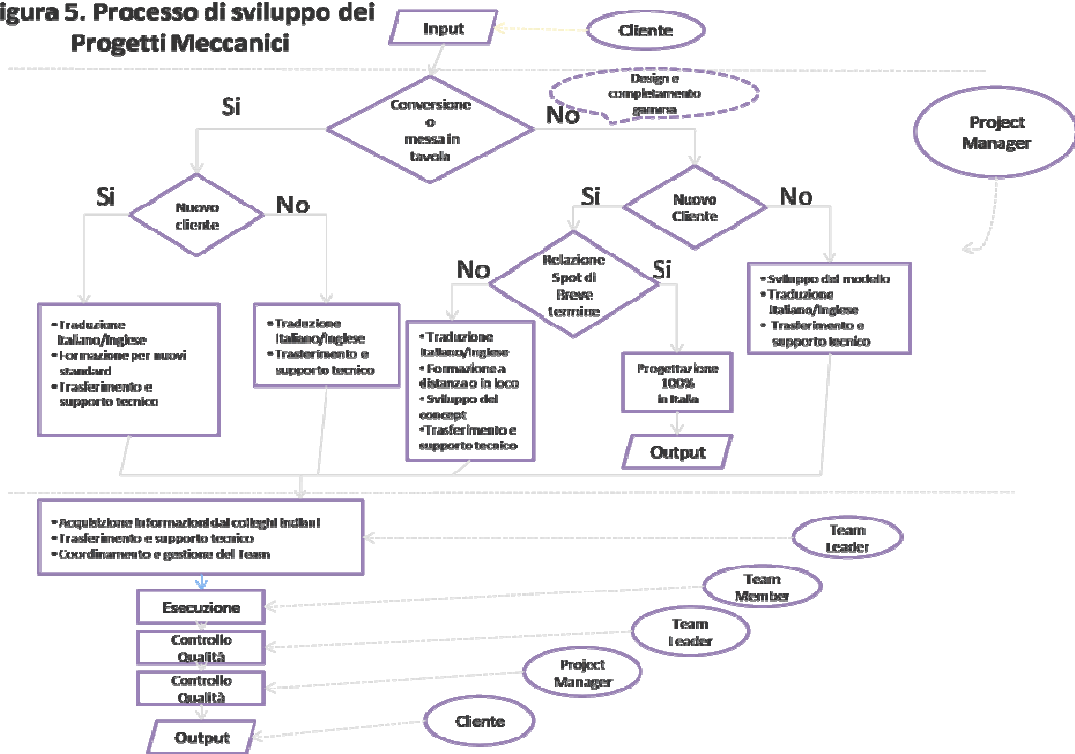 igura 5. Processo di sviluppo dei
Progetti Meccanici
Input
Cliente
Design e
completamento
gamma
Conversione
o
messa in
tavola
Si
No
Project
Manager
Si
Nuovo
cliente
No
Si
Nuovo
Cliente
No
No
Relazione
Spot di
Breve
termine
Si
• Traduzione
Italiano/Inglese
• Formazione per nuovi
standard
• Trasferimento e
supporto tecnico
• Traduzione
Italiano/Inglese
• Trasferimento e
supporto tecnico
• Traduzione
Italiano/Inglese
• Formazione a
distanza o in loco
• Sviluppo del
concept
• Trasferimento e
supporto tecnico
Progettazione
100%
in Italia
Output
• Sviluppo del modello
• Traduzione
Italiano/Inglese
• Trasferimento e
supporto tecnico
• Acquisizione informazioni dai colleghi indiani
• Trasferimento e supporto tecnico
• Coordinamento e gestione del Team
Team
Leader
Esecuzione
Team
Member
Controllo
Qualità
Team
Leader
Controllo
Qualità
Project
Manager
Output
Cliente